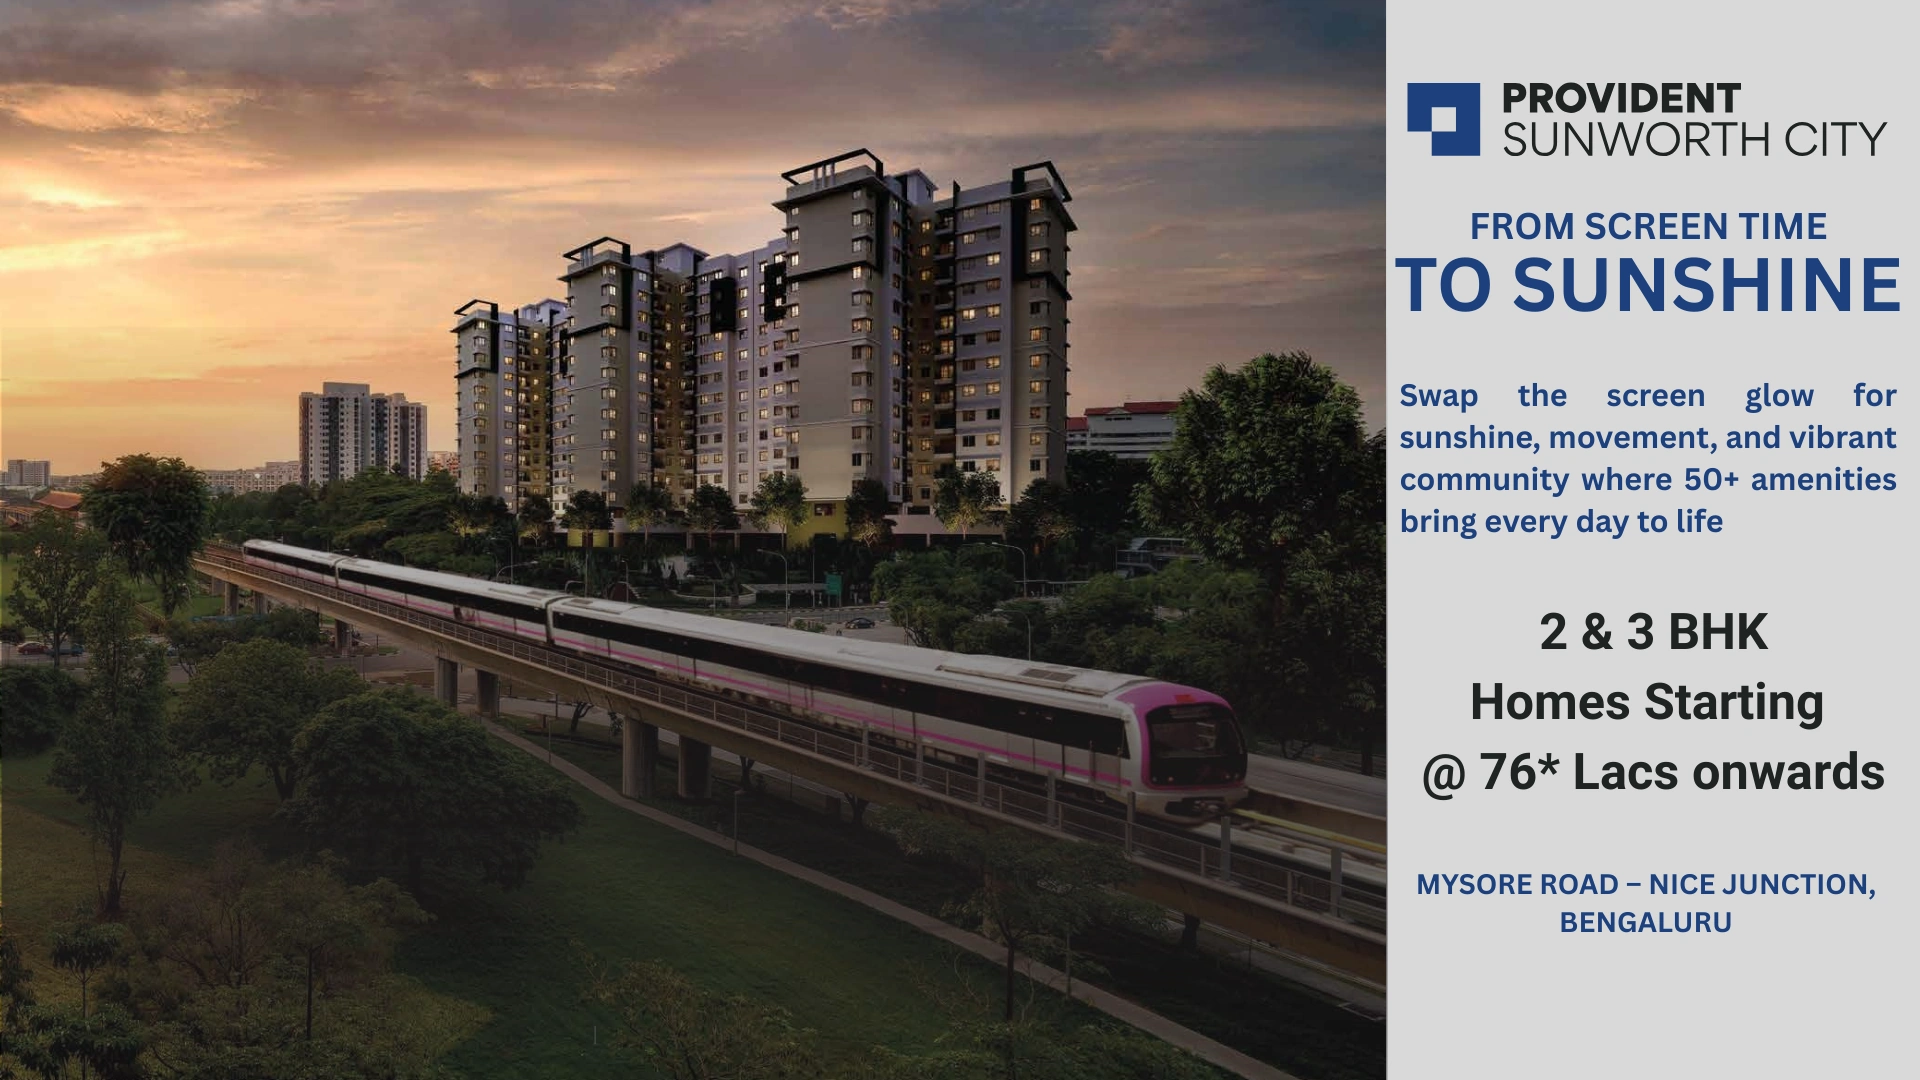 PROVIDENT
SUNWORTH CITY
FROM SCREEN TIME
TO SUNSHINE
Swap the screen glow for
sunshine, movement, and vibrant
community where 50+ amenities
bring every day to life
2 & 3 BHK
Homes Starting
@ 76* Lacs onwards
MYSORE ROAD – NICE JUNCTION,
BENGALURU